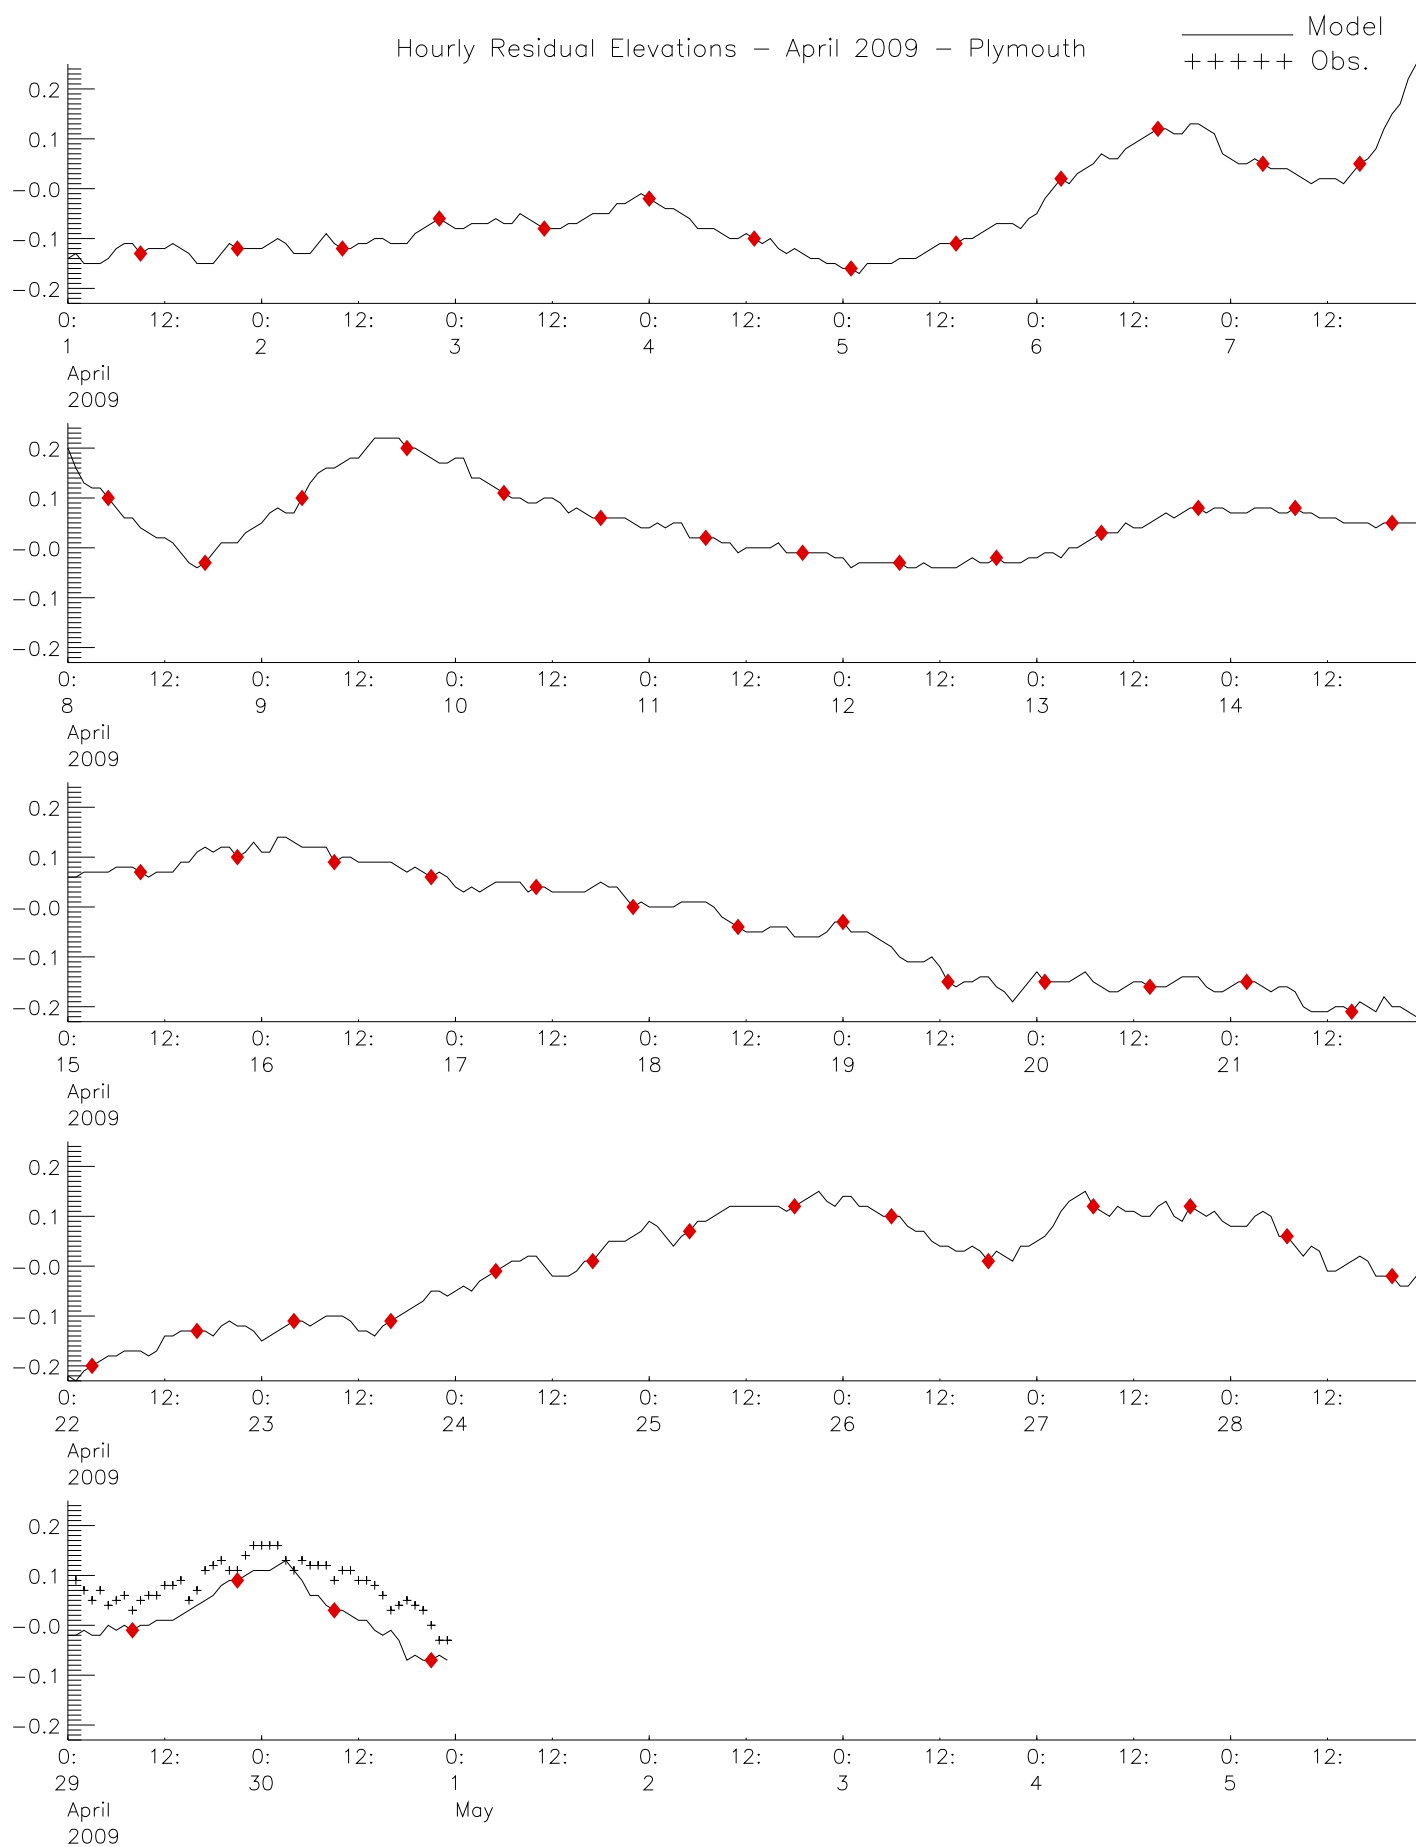 Hourly Residual Elevations − April 2009 − Plymouth
Model
+++++ Obs.
0.2
0.1
−0.0
−0.1
−0.2
0: 12: 0: 12: 0: 12: 0: 12: 0: 12: 0: 12: 0: 12:
1 2 3 4 5 6 7
April
2009
0.2
0.1
−0.0
−0.1
−0.2
0: 12: 0: 12: 0: 12: 0: 12: 0: 12: 0: 12: 0: 12:
8 9 10 11 12 13 14
April
2009
0.2
0.1
−0.0
−0.1
−0.2
0: 12: 0: 12: 0: 12: 0: 12: 0: 12: 0: 12: 0: 12:
15 16 17 18 19 20 21
April
2009
0.2
0.1
−0.0
−0.1
−0.2
0: 12: 0: 12: 0: 12: 0: 12: 0: 12: 0: 12: 0: 12:
22 23 24 25 26 27 28
April
2009
0.2
0.1
−0.0
−0.1
−0.2
0: 12: 0: 12: 0: 12: 0: 12: 0: 12: 0: 12: 0: 12:
29 30 1 2 3 4 5
April May
2009